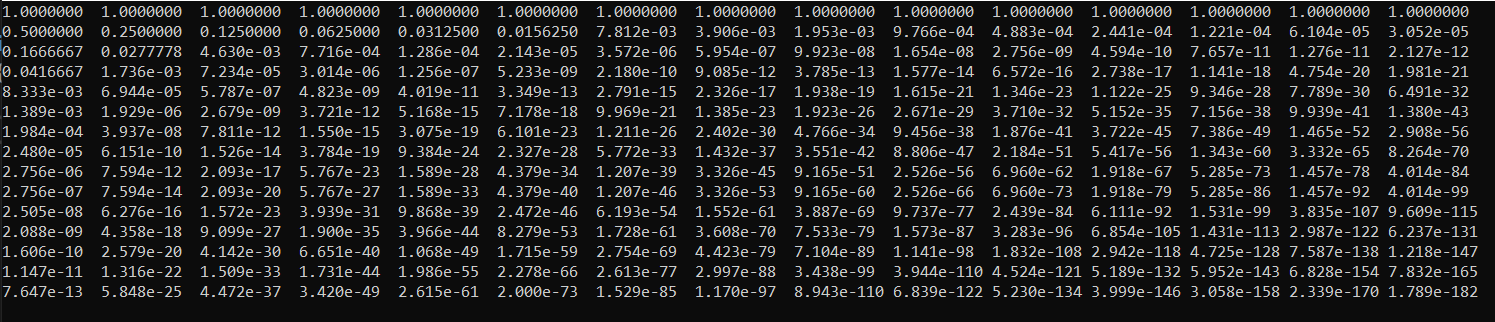 1.0000000 1.0000000 1.0000000 1.0000000 1.0000000 1.0000000 1.0000000 1.0000000 1.0000000 1.0000000 1.0000000 1.0000000 1.0000000 1.0000000 1.0000000
0.5000000 0.2500000 0.1250000 0.0625000 0.0312500 0.0156250 7.812e-03 3.906e-03 1.953e-03 9.766e-04 4.883e-04 2.441e-04 1.221e-04 6.104e-05 3.052e-05
0.1666667 0.0277778 4.630e-03 7.716e-04 1.286e-04 2.143e-05 3.572e-06 5.954e-07 9.923e-08 1.654e-08 2.756e-09 4.594e-10 7.657e-11 1.276e-11 2.127e-12
0.0416667 1.736e-03 7.234e-05 3.014e-06 1.256e-07 5.233e-09 2.180e-10 9.085e-12 3.785e-13 1.577e-14 6.572e-16 2.738e-17 1.141e-18 4.754e-20 1.981e-21
8.333e-03 6.944e-05 5.787e-07 4.823e-09 4.019e-11 3.349e-13 2.791e-15 2.326e-17 1.938e-19 1.615e-21 1.346e-23 1.122e-25 9.346e-28 7.789e-30 6.491e-32
1.389e-03 1.929e-06 2.679e-09 3.721e-12 5.168e-15 7.178e-18 9.969e-21 1.385e-23 1.923e-26 2.671e-29 3.710e-32 5.152e-35 7.156e-38 9.939e-41 1.380e-43
1.984e-04 3.937e-08 7.811e-12 1.550e-15 3.075e-19 6.101e-23 1.211e-26 2.402e-30 4.766e-34 9.456e-38 1.876e-41 3.722e-45 7.386e-49 1.465e-52 2.908e-56
2.480e-05 6.151e-10 1.526e-14 3.784e-19 9.384e-24 2.327e-28 5.772e-33 1.432e-37 3.551e-42 8.806e-47 2.184e-51 5.417e-56 1.343e-60 3.332e-65 8.264e-70
2.756e-06 7.594e-12 2.093e-17 5.767e-23 1.589e-28 4.379e-34 1.207e-39 3.326e-45 9.165e-51 2.526e-56 6.960e-62 1.918e-67 5.285e-73 1.457e-78 4.014e-84
2.756e-07 7.594e-14 2.093e-20 5.767e-27 1.589e-33 4.379e-40 1.207e-46 3.326e-53 9.165e-60 2.526e-66 6.960e-73 1.918e-79 5.285e-86 1.457e-92 4.014e-99
2.505e-08 6.276e-16 1.572e-23 3.939e-31 9.868e-39 2.472e-46 6.193e-54 1.552e-61 3.887e-69 9.737e-77 2.439e-84 6.111e-92 1.531e-99 3.835e-107 9.609e-115
2.088e-09 4.358e-18 9.099e-27 1.900e-35 3.966e-44 8.279e-53 1.728e-61 3.608e-70 7.533e-79 1.573e-87 3.283e-96 6.854e-105 1.431e-113 2.987e-122 6.237e-131
1.606e-10 2.579e-20 4.142e-30 6.651e-40 1.068e-49 1.715e-59 2.754e-69 4.423e-79 7.104e-89 1.141e-98 1.832e-108 2.942e-118 4.725e-128 7.587e-138 1.218e-147
1.147e-11 1.316e-22 1.509e-33 1.731e-44 1.986e-55 2.278e-66 2.613e-77 2.997e-88 3.438e-99 3.944e-110 4.524e-121 5.189e-132 5.952e-143 6.828e-154 7.832e-165
7.647e-13 5.848e-25 4.472e-37 3.420e-49 2.615e-61 2.000e-73 1.529e-85 1.170e-97 8.943e-110 6.839e-122 5.230e-134 3.999e-146 3.058e-158 2.339e-170 1.789e-182